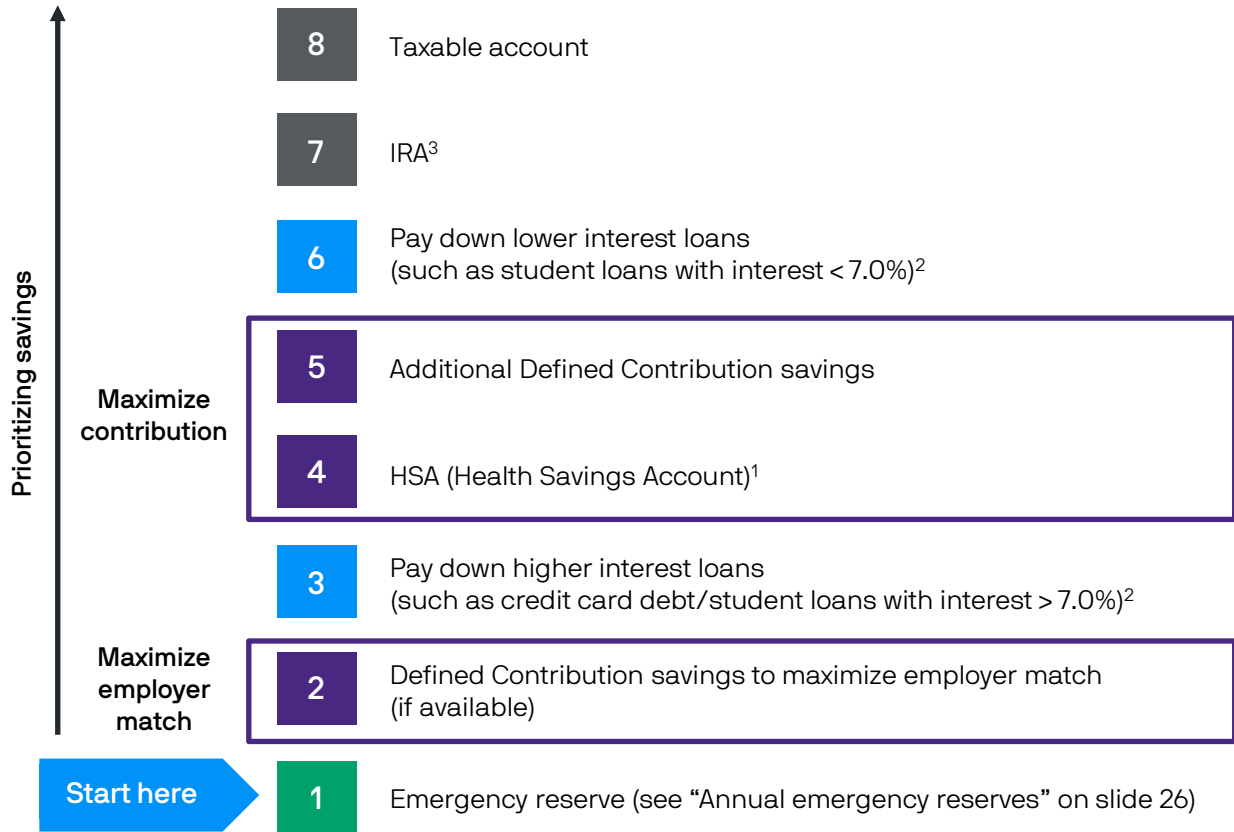 8
Taxable account
7
IRA³
6
Pay down lower interest loans
(such as student loans with interest < 7.0%)²
Prioritizing savings
Maximize
contribution
5
Additional Defined Contribution savings
4
HSA (Health Savings Account)¹
3
Pay down higher interest loans
(such as credit card debt/student loans with interest > 7.0%)²
Maximize
employer
match
2
Defined Contribution savings to maximize employer match
(if available)
Start here
1
Emergency reserve (see “Annual emergency reserves” on slide 26)